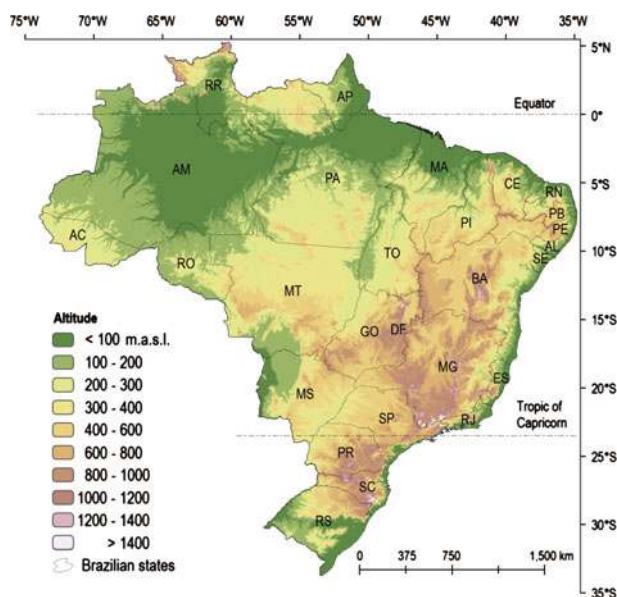 75°W 70°W 65°W 60°W 55°W 50°W 45°W 40°W 35°W
5°N
RR
AP
Equator
0°
AM
PA
MA
CE
RN
5°S
PB
PI
PE
AC
AL
TO
10°S
RO
SE
BA
MT
Altitude
GO
DF
15°S
< 100 m.a.s.l.
100 - 200
MG
200 - 300
ES
MS
20°S
300 - 400
SP
RJ
Tropic of
Capricorn
400 - 600
600 - 800
PR
25°S
800 - 1000
1000 - 1200
SC
1200 - 1400
RS
30°S
> 1400
Brazilian states
0 375 750 1,500 km
35°S